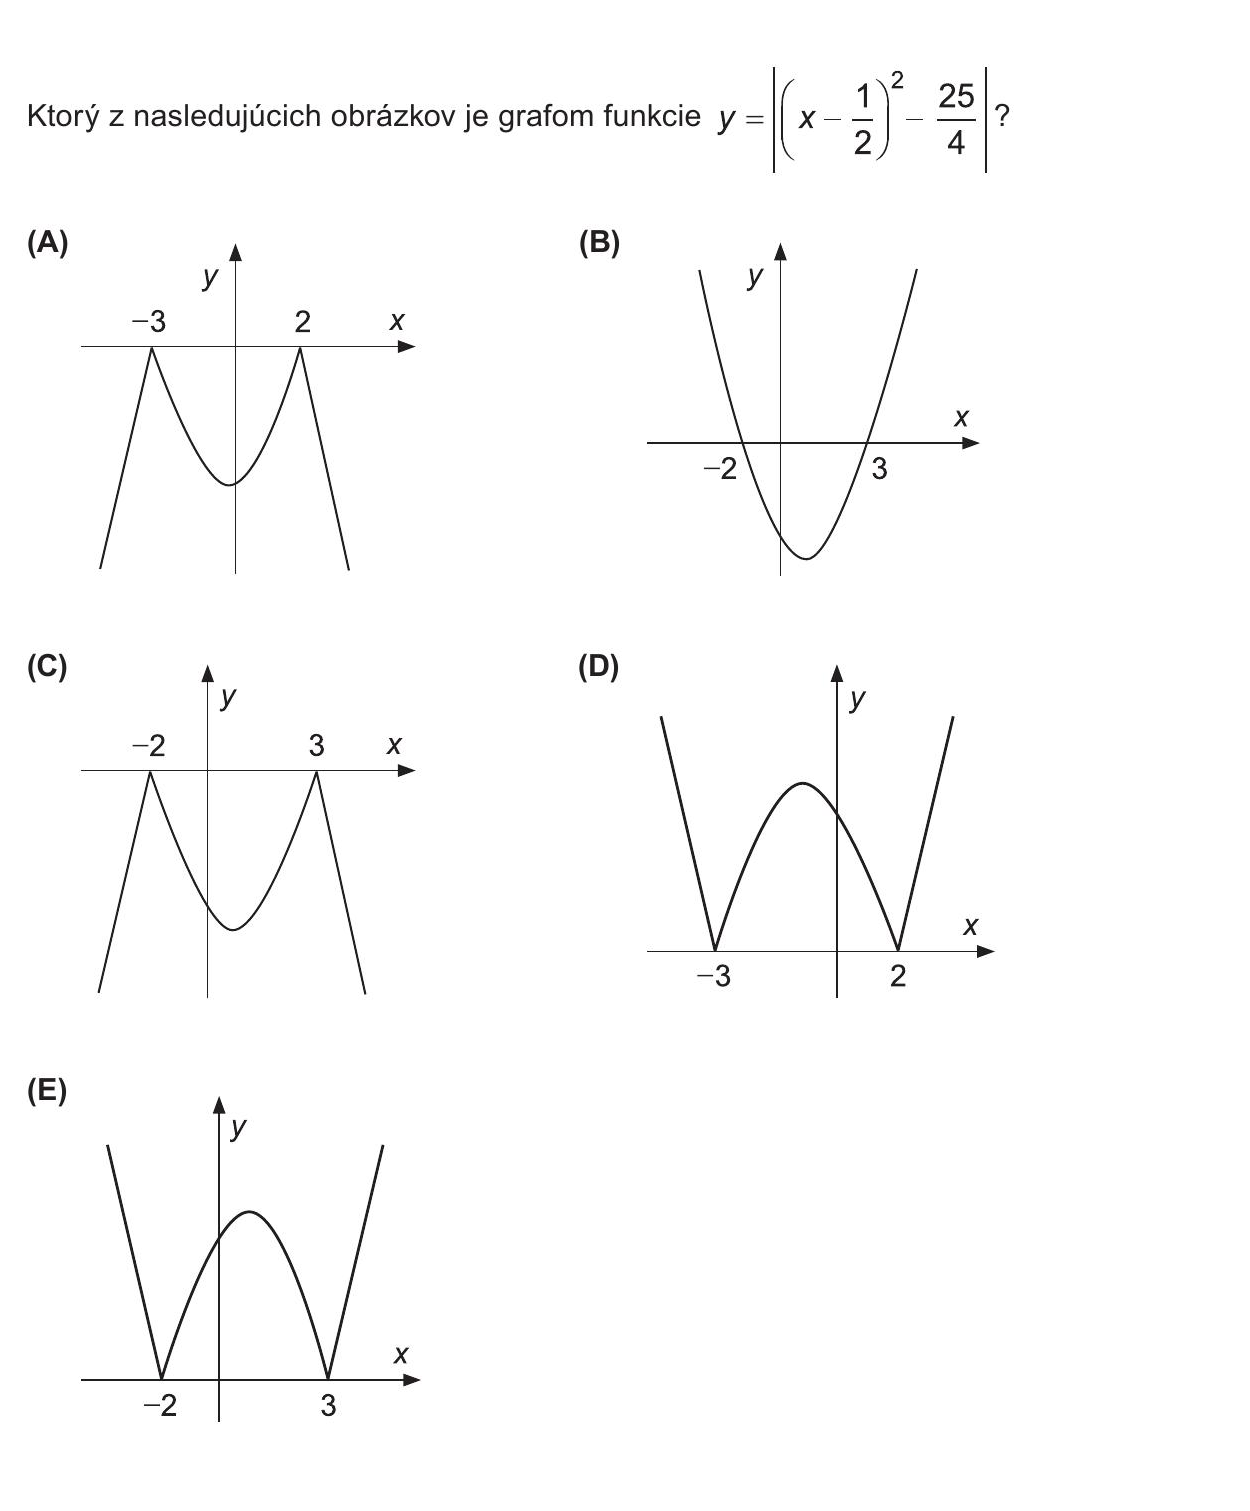 Ktorý z nasledujúcich obrázkov je grafom funkcie y = |(x − 1/2)² − 25/4| ?
(A)
y
−3 2 x
(B)
y
x
−2 3
(C)
y
−2 3 x
(D)
y
x
−3 2
(E)
y
x
−2 3